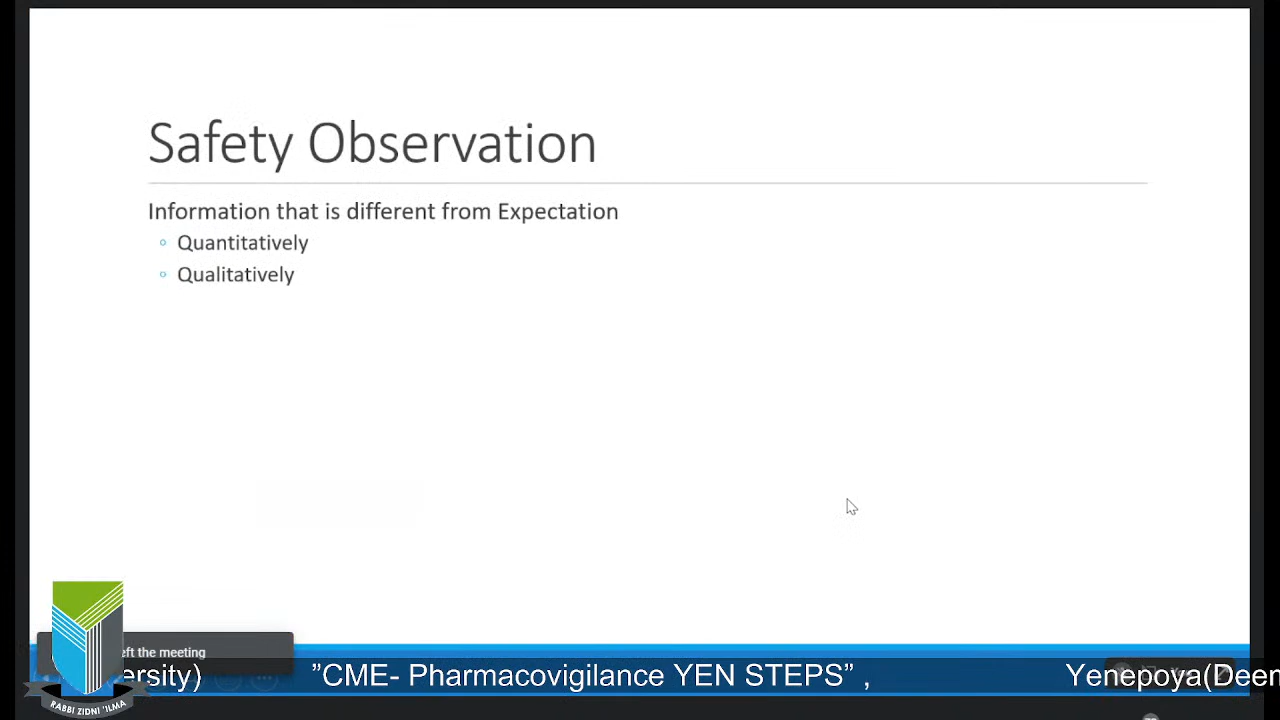 Safety Observation
Information that is different from Expectation
Quantitatively
Qualitatively
eft the meeting
ersity) ”CME- Pharmacovigilance YEN STEPS” , Yenepoya(Deem
RABBI ZIDNI 'ILMA